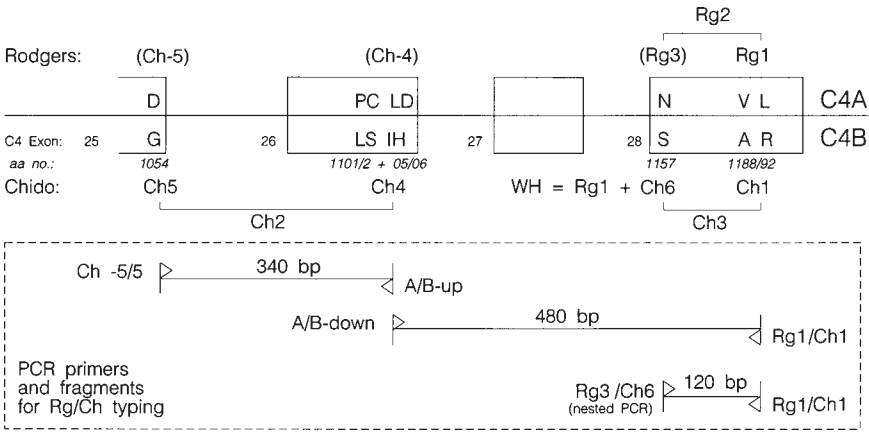 Rg2
Rodgers: (Ch-5) (Ch-4) (Rg3) Rg1
D PC LD N V L C4A
C4 Exon: 25 G 26 LS IH 27 28 S A R C4B
aa no.: 1054 1101/2 + 05/06 1157 1188/92
Chido: Ch5 Ch4 WH = Rg1 + Ch6 Ch1
Ch2 Ch3
Ch -5/5 340 bp A/B-up
A/B-down 480 bp Rg1/Ch1
PCR primers
and fragments
for Rg/Ch typing
Rg3/Ch6 120 bp Rg1/Ch1
(nested PCR)